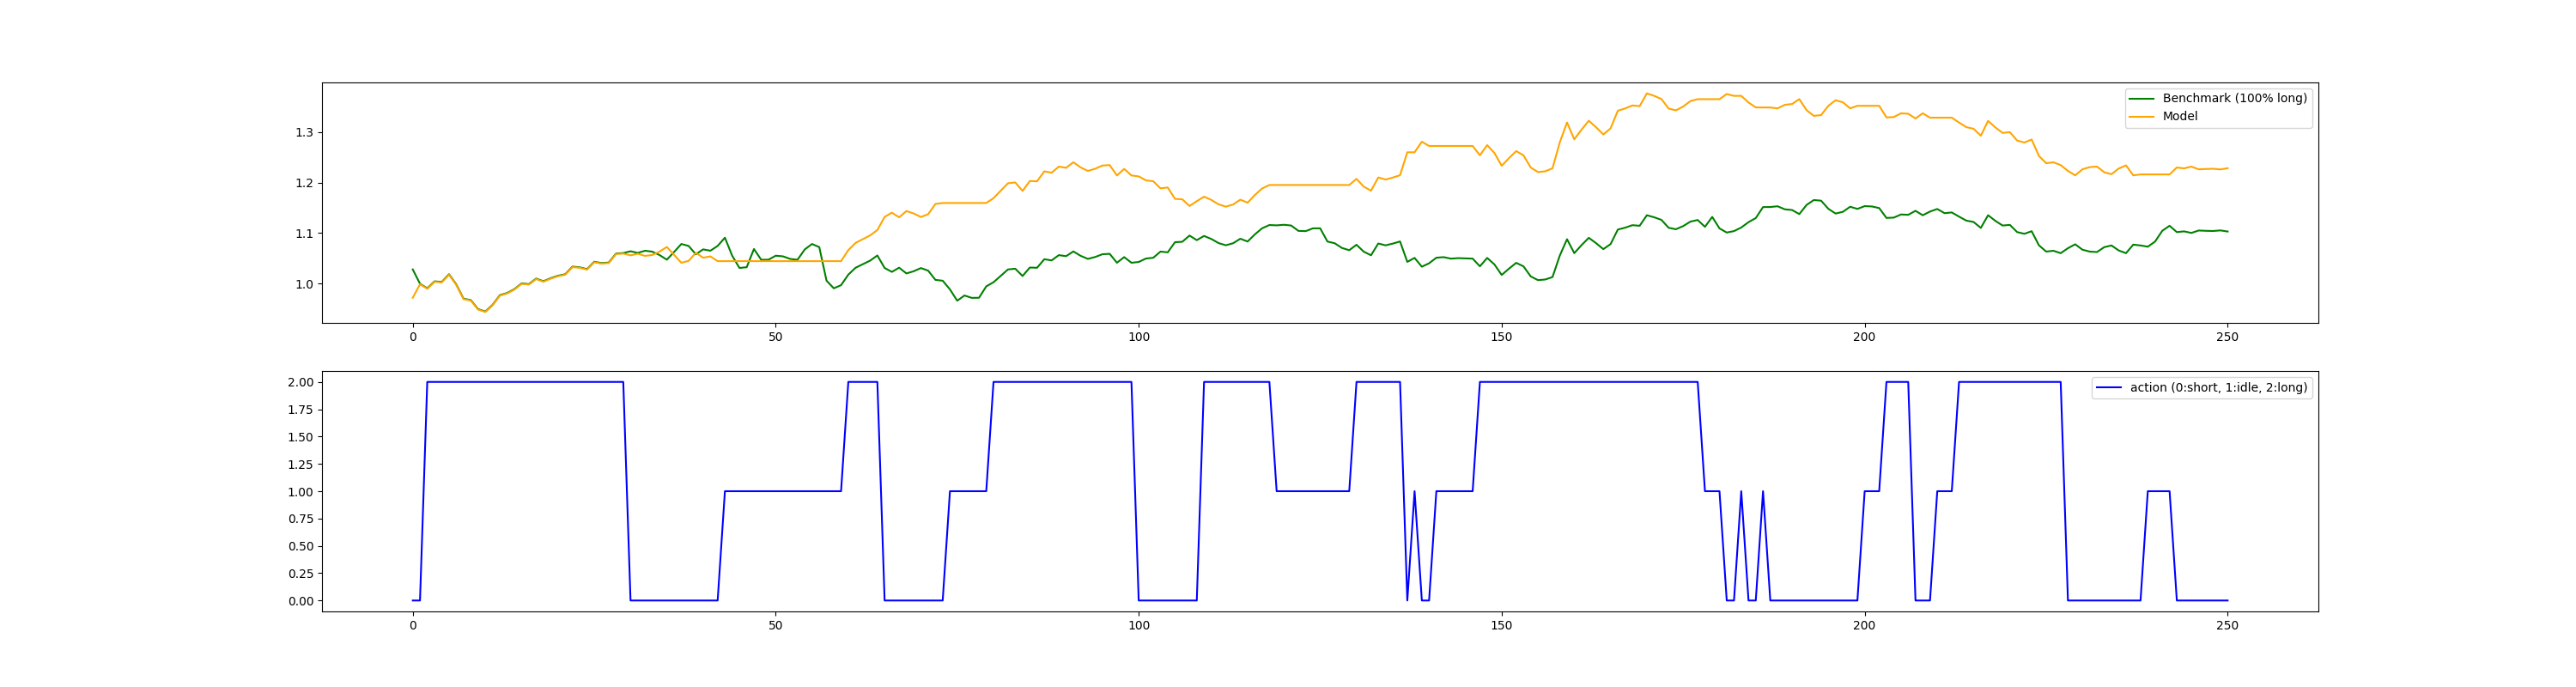 Benchmark (100% long)
Model
1.3
1.2
1.1
1.0
0 50 100 150 200 250
action (0:short, 1:idle, 2:long)
2.00
1.75
1.50
1.25
1.00
0.75
0.50
0.25
0.00
0 50 100 150 200 250